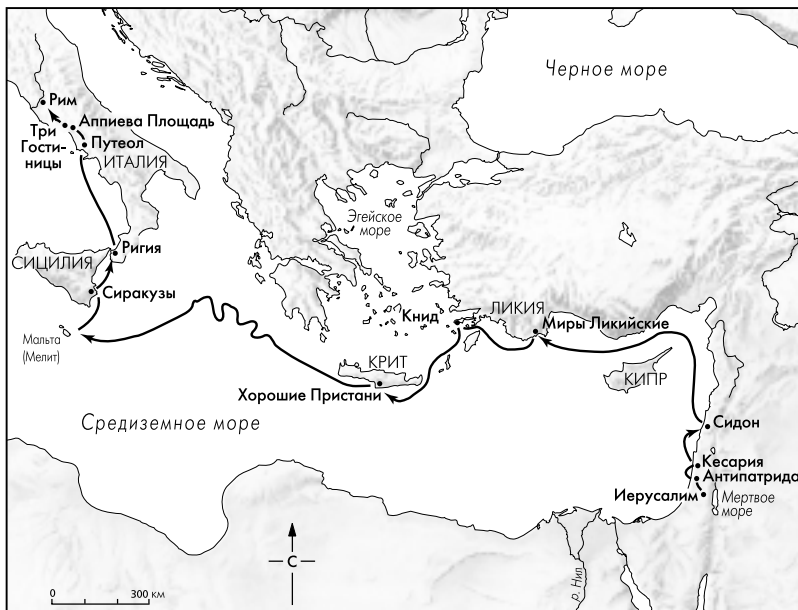 Черное море
Рим
Аппиева Площадь
Три
Гости-
ницы
Путеол
ИТАЛИЯ
Эгейское
море
Ригия
СИЦИЛИЯ
Сиракузы
Мальта
(Мелит)
Книд
ЛИКИЯ
Миры Ликийские
КРИТ
КИПР
Хорошие Пристани
Средиземное море
Сидон
Кесария
Антипатрида
Иерусалим
Мертвое
море
С
р. Нил
0 300 км